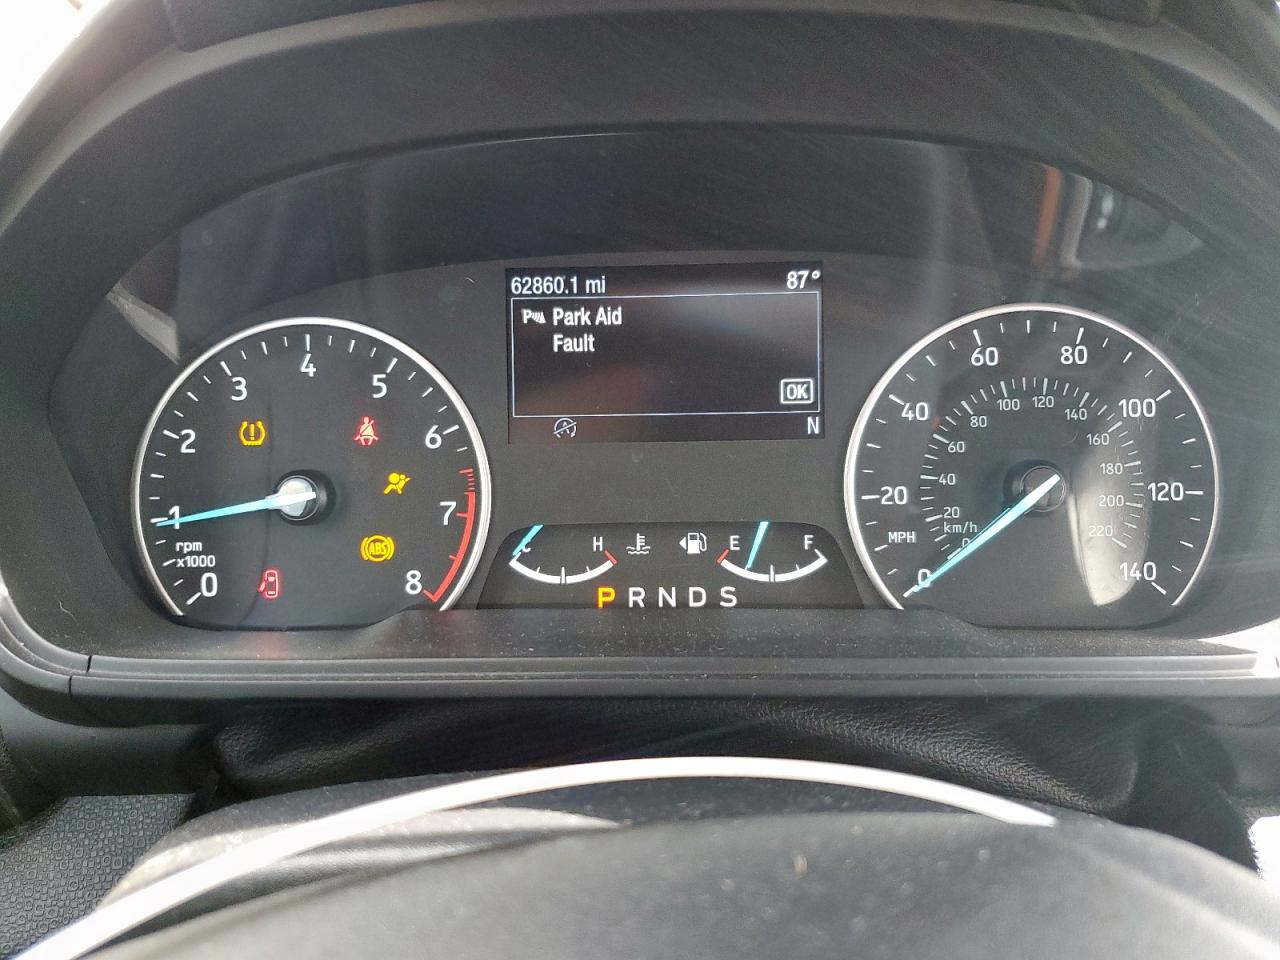 62860.1 mi 87°
Park Aid
Fault
OK
N
0 1 2 3 4 5 6 7 8
rpm
x1000
ABS
C H
E F
P R N D S
0 20 40 60 80 100 120 140
MPH
0 20 40 60 80 100 120 140 160 180 200 220
km/h